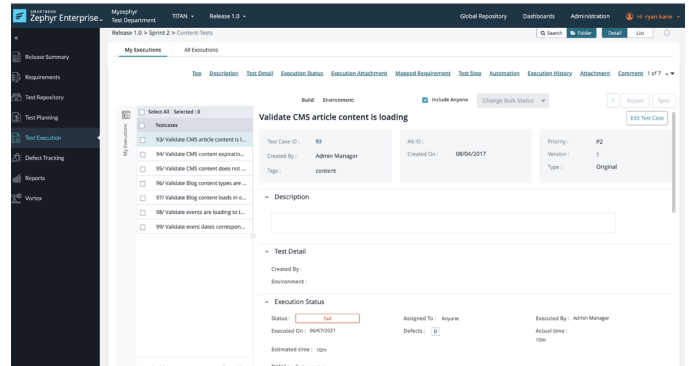 SMARTBEAR
Zephyr Enterprise
Myzephyr
Test Department
TITAN
Release 1.0
Global Repository
Dashboards
Administration
Hi ryan kane
«
Release 1.0 > Sprint 2 > Content-Tests
Search
Folder
Detail
List
Release Summary
Requirements
Test Repository
Test Planning
Test Execution
Defect Tracking
Reports
Vortex
My Executions
All Executions
Top Description Test Detail Execution Status Execution Attachment Mapped Requirement Test Step Automation Execution History Attachment Comment 1 of 7
Build: Environment:
Include Anyone
Change Bulk Status
Export
Sync
My Executions
Select All | Selected : 0
Testcases
93/ Validate CMS article content is l...
94/ Validate CMS content expiratio...
95/ Validate CMS content does not ...
96/ Validate Blog content types are ...
97/ Validate Blog content loads in o...
98/ Validate events are loading to t...
99/ Validate event dates correspon...
Validate CMS article content is loading
Edit Test Case
Test Case ID : 93
Alt ID :
Priority : P2
Created By : Admin Manager
Created On : 08/04/2017
Version : 1
Tags : content
Type : Original
Description
Test Detail
Created By :
Environment :
Execution Status
Status : Fail
Assigned To : Anyone
Executed By : Admin Manager
Executed On : 06/07/2021
Defects : D
Actual time :
10m
Estimated time : 10m